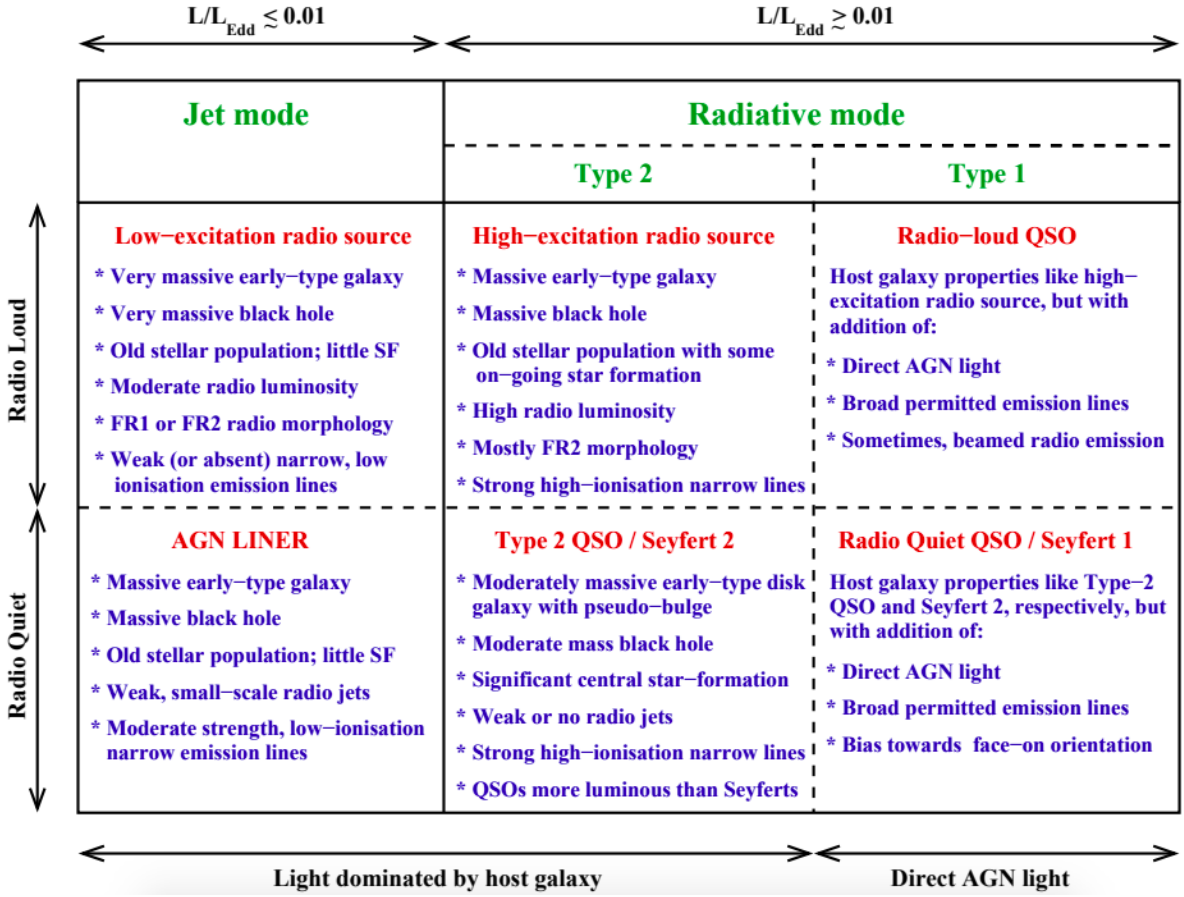 L/L_Edd ≲ 0.01
L/L_Edd ≳ 0.01
Jet mode
Radiative mode
Type 2
Type 1
Radio Loud
Low−excitation radio source
* Very massive early−type galaxy
* Very massive black hole
* Old stellar population; little SF
* Moderate radio luminosity
* FR1 or FR2 radio morphology
* Weak (or absent) narrow, low
ionisation emission lines
High−excitation radio source
* Massive early−type galaxy
* Massive black hole
* Old stellar population with some
on−going star formation
* High radio luminosity
* Mostly FR2 morphology
* Strong high−ionisation narrow lines
Radio−loud QSO
Host galaxy properties like high−
excitation radio source, but with
addition of:
* Direct AGN light
* Broad permitted emission lines
* Sometimes, beamed radio emission
Radio Quiet
AGN LINER
* Massive early−type galaxy
* Massive black hole
* Old stellar population; little SF
* Weak, small−scale radio jets
* Moderate strength, low−ionisation
narrow emission lines
Type 2 QSO / Seyfert 2
* Moderately massive early−type disk
galaxy with pseudo−bulge
* Moderate mass black hole
* Significant central star−formation
* Weak or no radio jets
* Strong high−ionisation narrow lines
* QSOs more luminous than Seyferts
Radio Quiet QSO / Seyfert 1
Host galaxy properties like Type−2
QSO and Seyfert 2, respectively, but
with addition of:
* Direct AGN light
* Broad permitted emission lines
* Bias towards face−on orientation
Light dominated by host galaxy
Direct AGN light